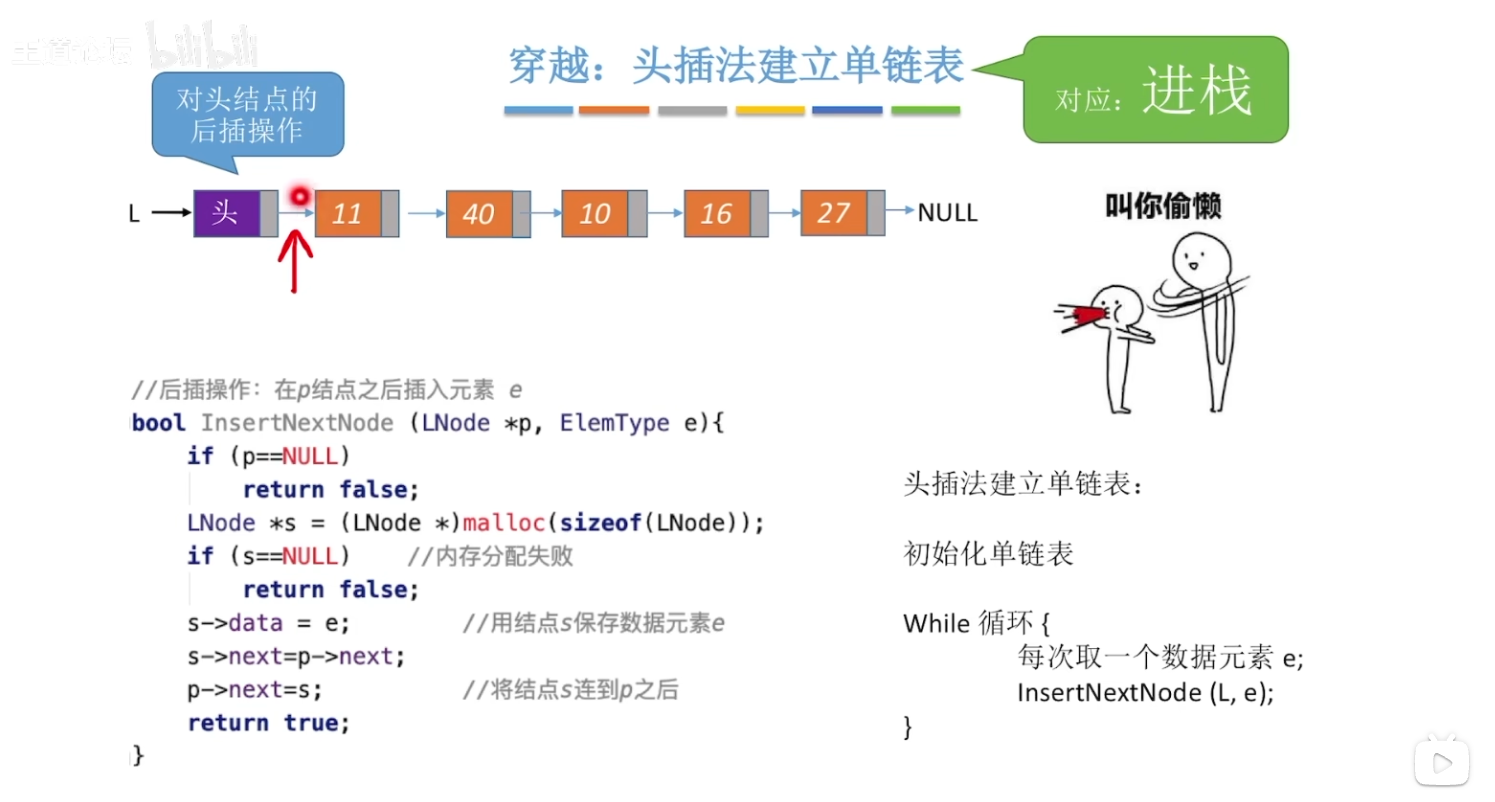 王道论坛 bilibili
穿越：头插法建立单链表
对应：进栈
对头结点的
后插操作
L 头 11 40 10 16 27 NULL
叫你偷懒
//后插操作：在p结点之后插入元素 e
bool InsertNextNode (LNode *p, ElemType e){
if (p==NULL)
return false;
LNode *s = (LNode *)malloc(sizeof(LNode));
if (s==NULL) //内存分配失败
return false;
s->data = e; //用结点s保存数据元素e
s->next=p->next;
p->next=s; //将结点s连到p之后
return true;
}
头插法建立单链表：
初始化单链表
While 循环 {
每次取一个数据元素 e;
InsertNextNode (L, e);
}